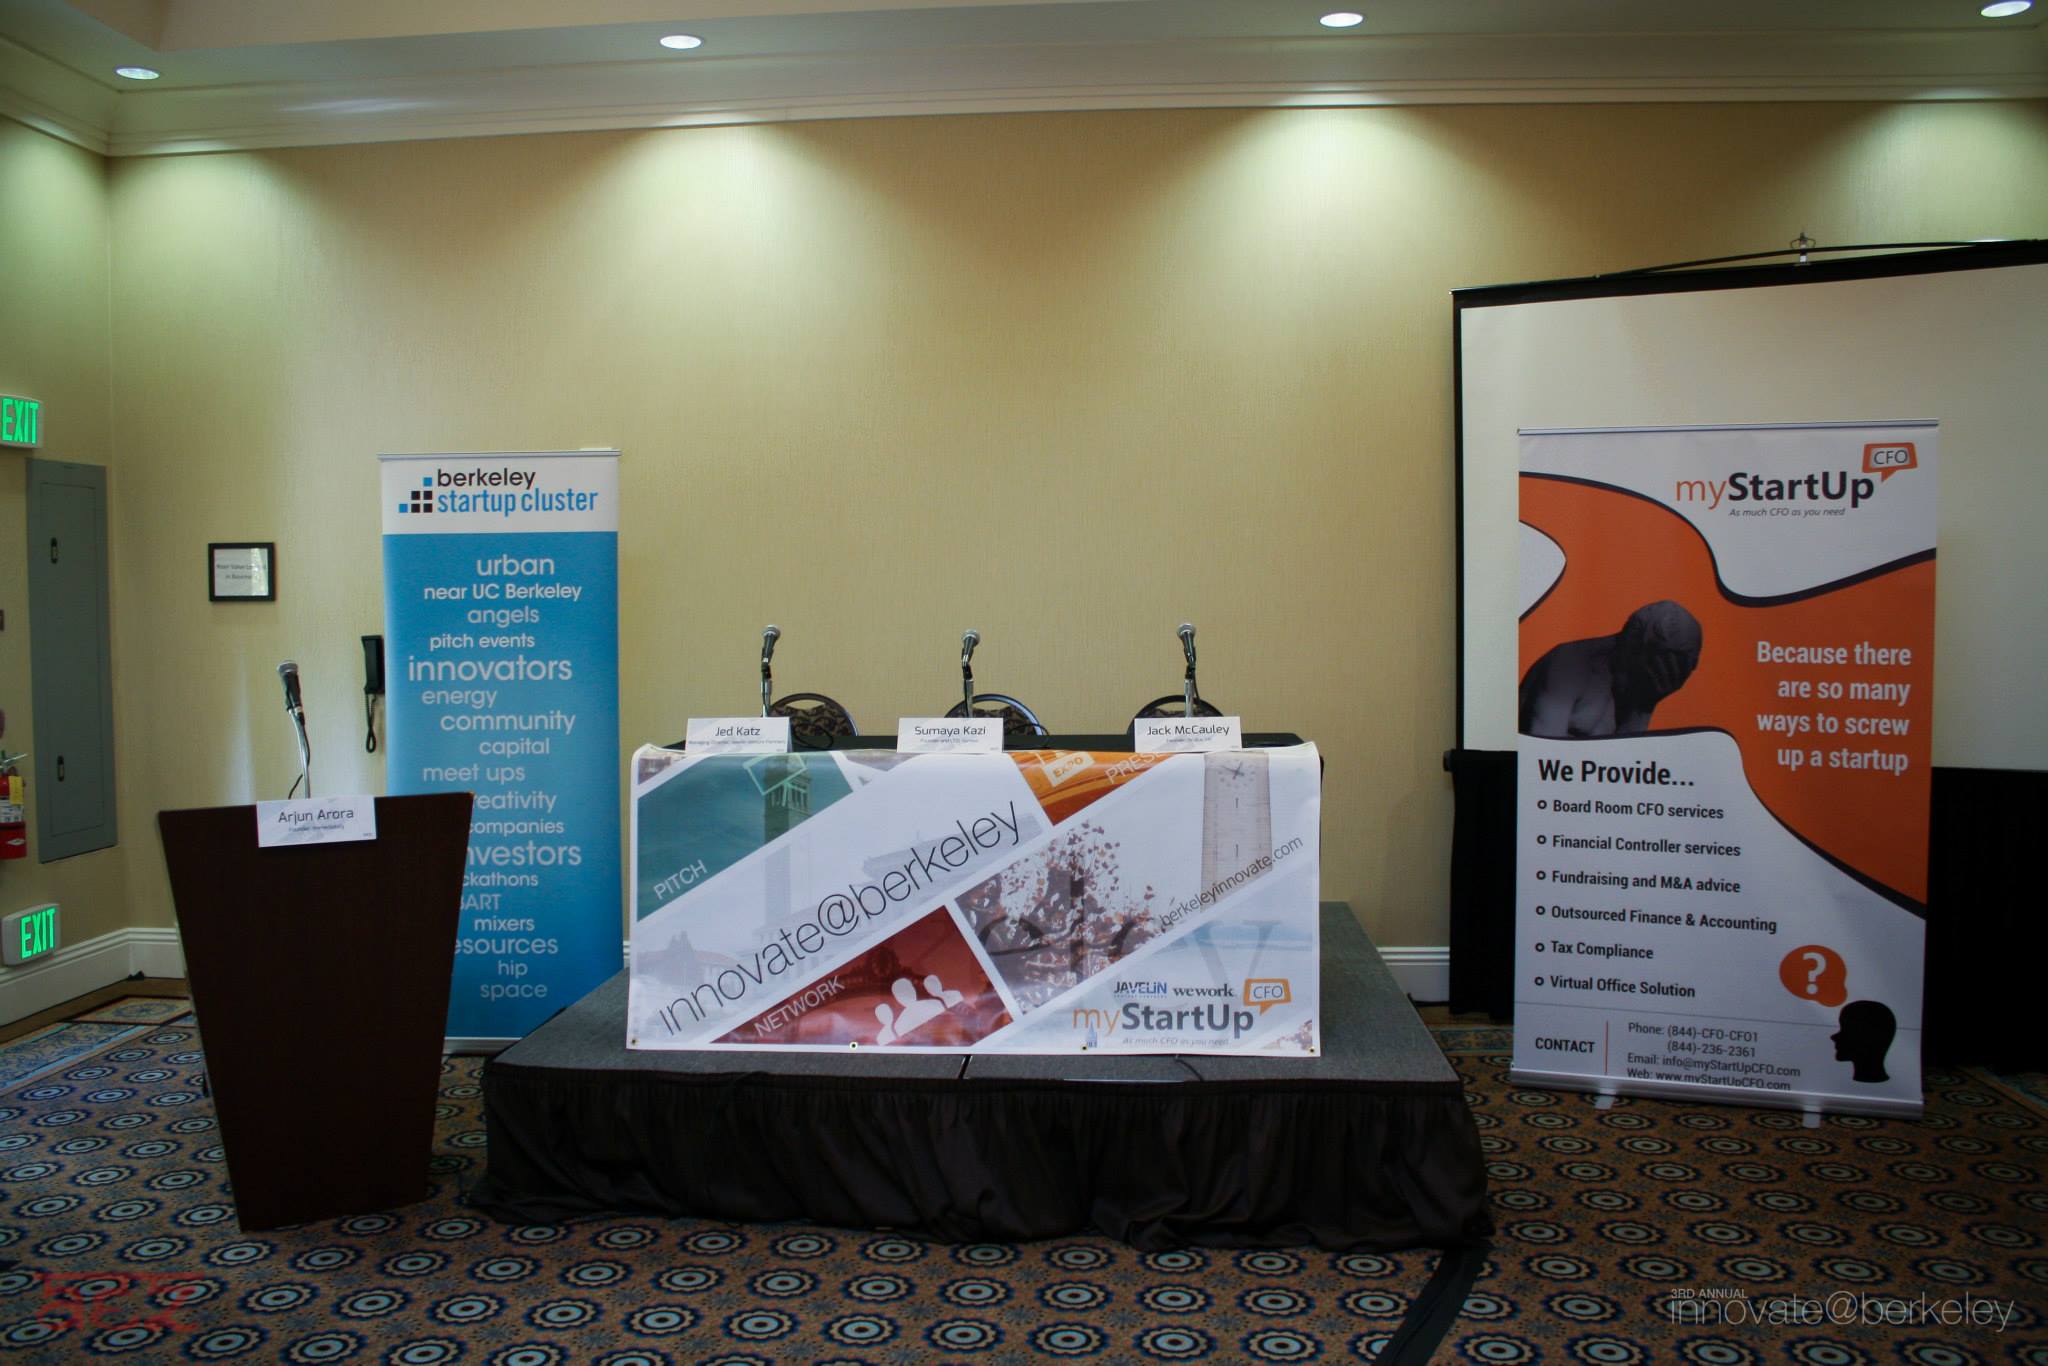 EXIT
EXIT
berkeley
startup cluster
urban
near UC Berkeley
angels
pitch events
innovators
energy
community
capital
meet ups
reativity
companies
nvestors
ckathons
BART
mixers
esources
hip
space
Arjun Arora
Jed Katz
Sumaya Kazi
Jack McCauley
EXPO
PITCH
innovate@berkeley
berkeleyinnovate.com
NETWORK
JAVELIN wework
myStartUp CFO
As much CFO as you need
myStartUp CFO
As much CFO as you need
Because there
are so many
ways to screw
up a startup
We Provide...
Board Room CFO services
Financial Controller services
Fundraising and M&A advice
Outsourced Finance & Accounting
Tax Compliance
Virtual Office Solution
?
CONTACT
Phone: (844)-CFO-CFO1
(844)-236-2361
Email: info@myStartUpCFO.com
Web: www.myStartUpCFO.com
3RD ANNUAL
innovate@berkeley